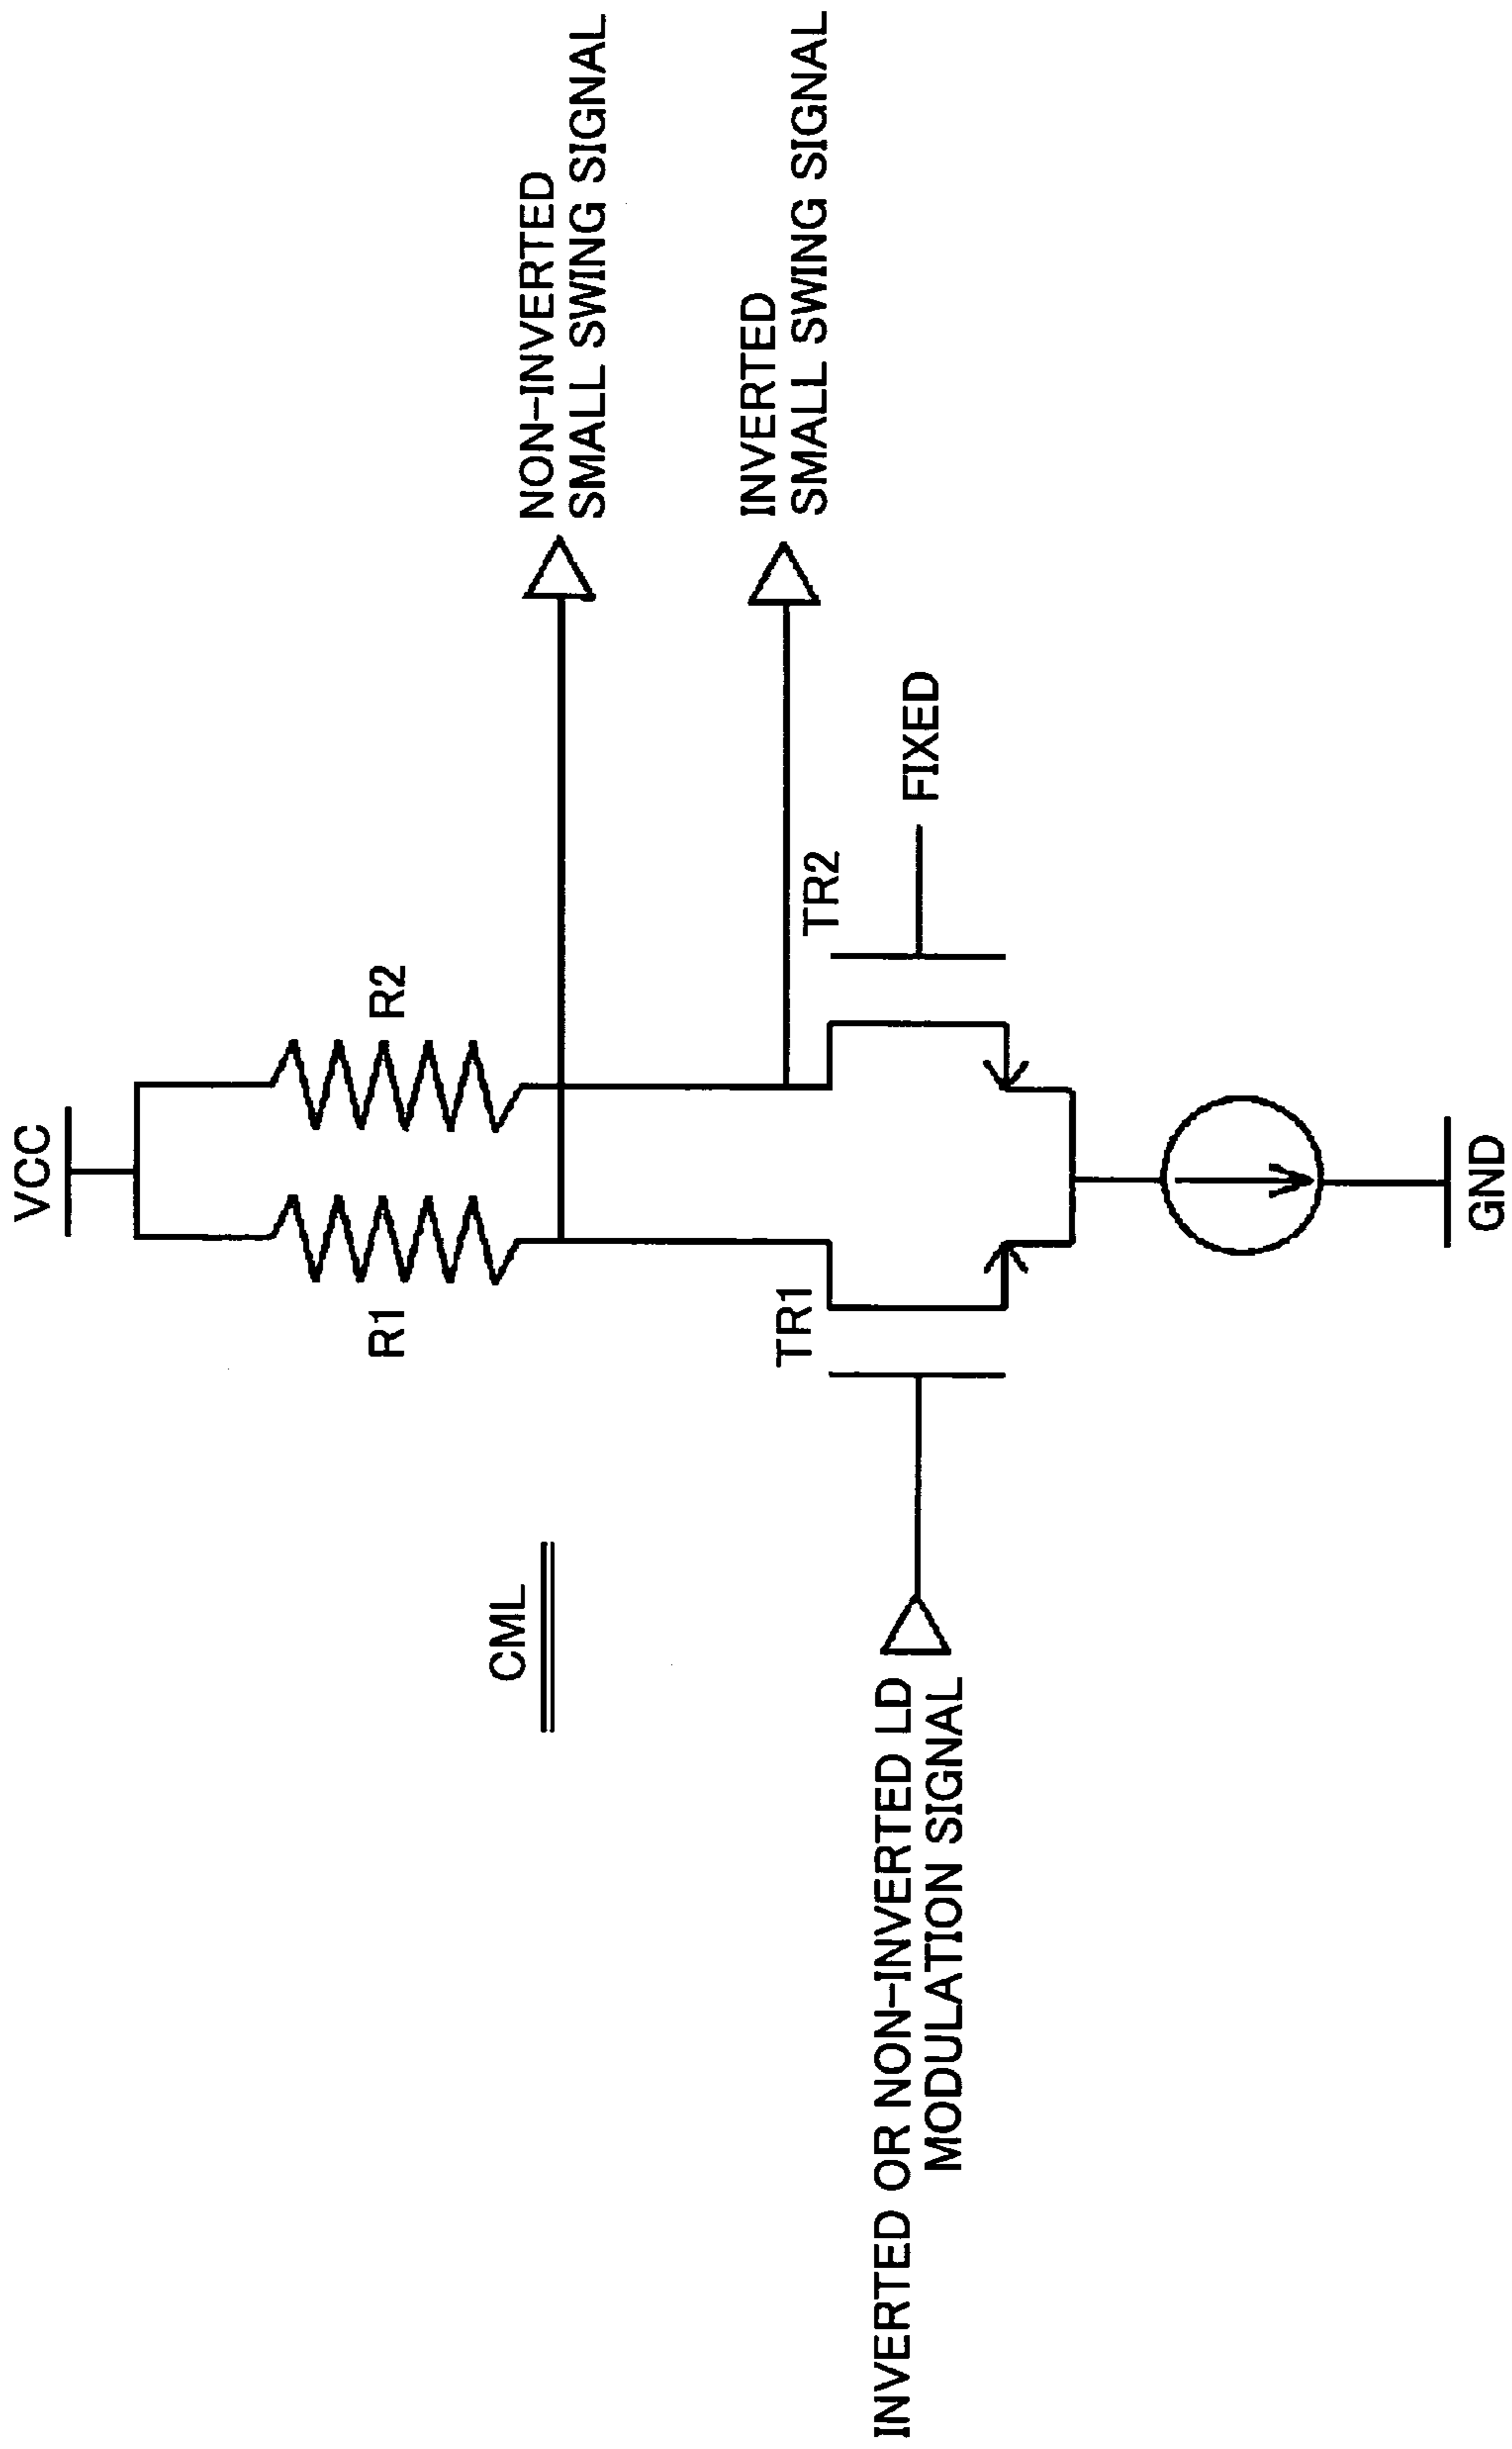 VCC
R1
R2
CML
NON-INVERTED
SMALL SWING SIGNAL
INVERTED
SMALL SWING SIGNAL
TR1
TR2
INVERTED OR NON-INVERTED LD
MODULATION SIGNAL
FIXED
GND